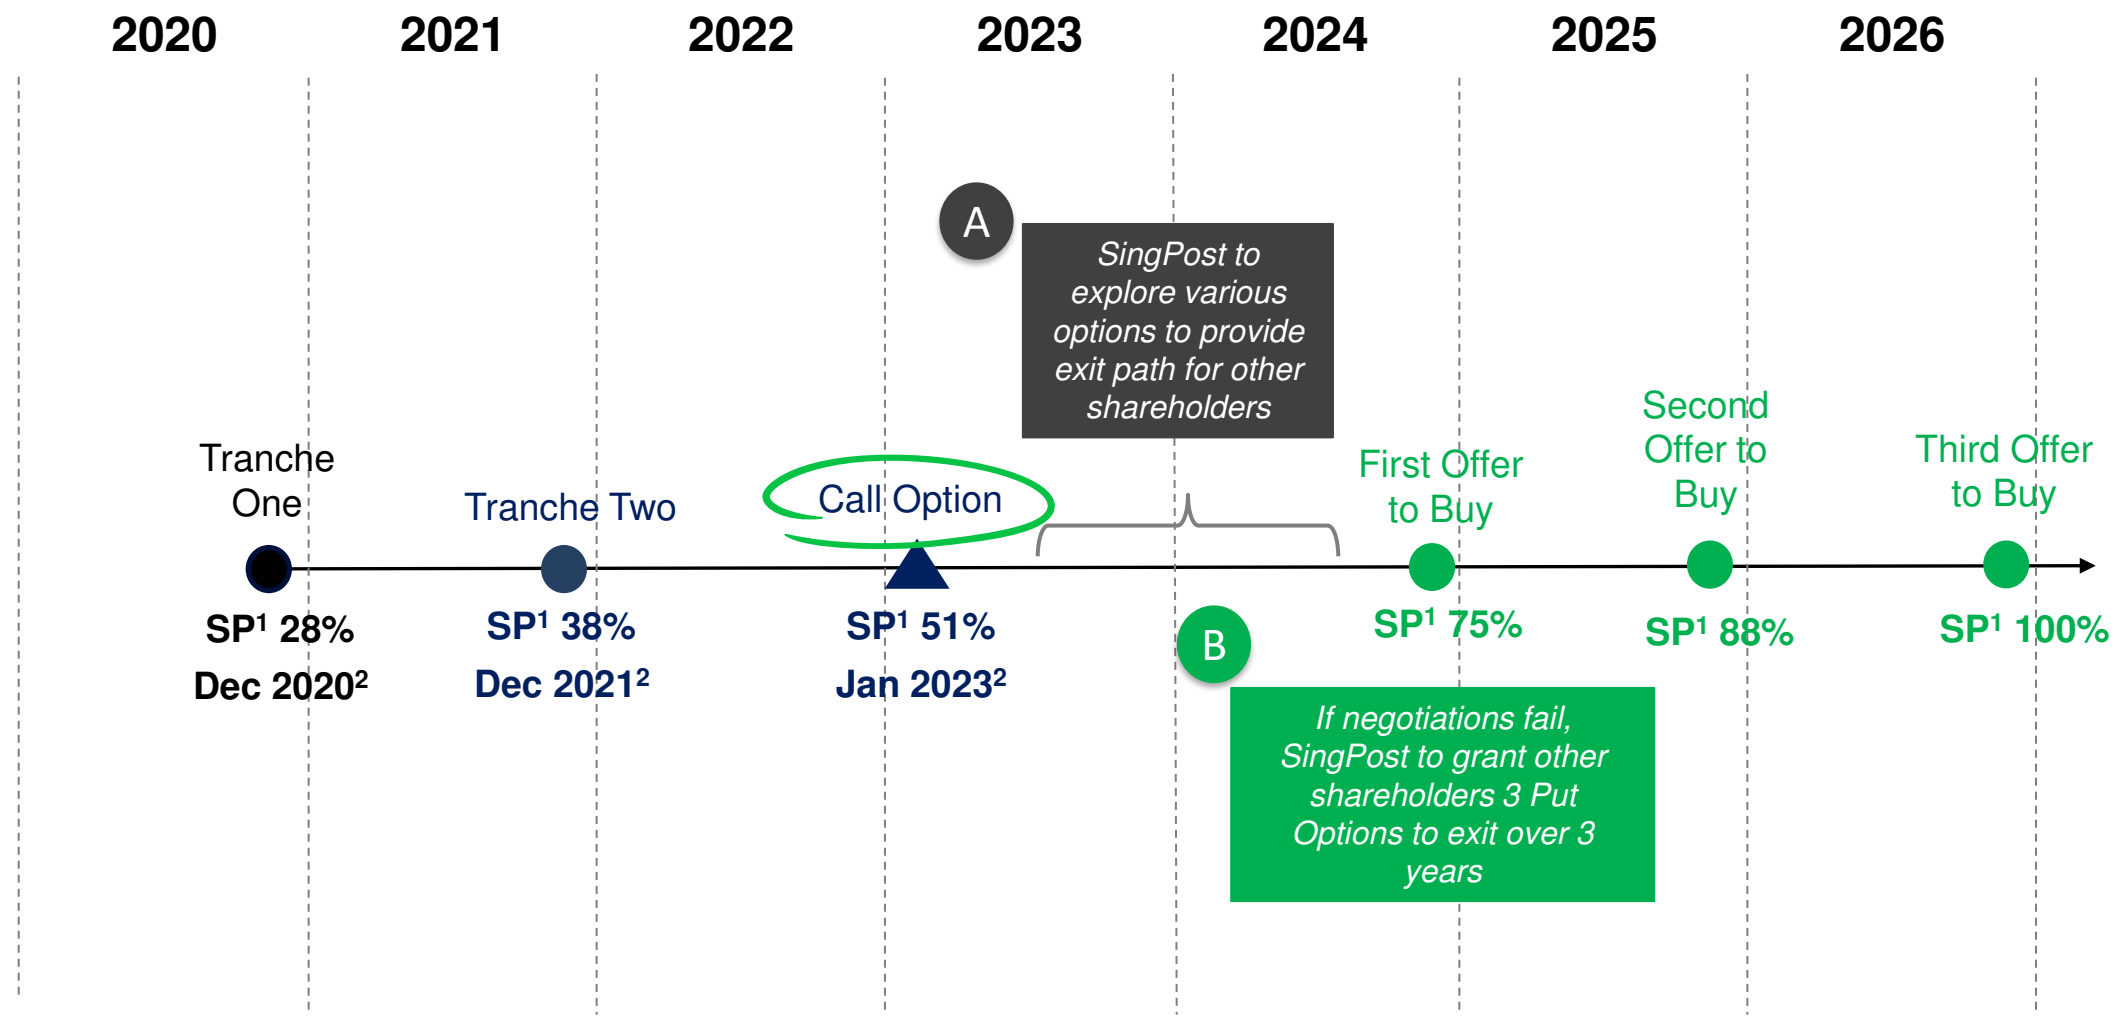 2020 2021 2022 2023 2024 2025 2026
A
SingPost to
explore various
options to provide
exit path for other
shareholders
Tranche
One
Tranche Two
Call Option
First Offer
to Buy
Second
Offer to
Buy
Third Offer
to Buy
SP¹ 28%
Dec 2020²
SP¹ 38%
Dec 2021²
SP¹ 51%
Jan 2023²
SP¹ 75%
SP¹ 88%
SP¹ 100%
B
If negotiations fail,
SingPost to grant other
shareholders 3 Put
Options to exit over 3
years